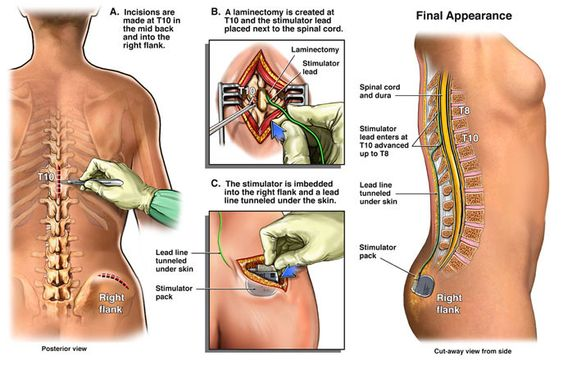 A. Incisions are
made at T10 in
the mid back
and into the
right flank.
T10
Right
flank
Posterior view
B. A laminectomy is created at
T10 and the stimulator lead
placed next to the spinal cord.
Laminectomy
Stimulator
lead
T10
C. The stimulator is imbedded
into the right flank and a lead
line tunneled under the skin.
Lead line
tunneled
under skin
Stimulator
pack
Right
flank
Final Appearance
Spinal cord
and dura
T8
Stimulator
lead enters at
T10 advanced
up to T8
T10
Lead line
tunneled
under skin
Stimulator
pack
Right
flank
Cut-away view from side